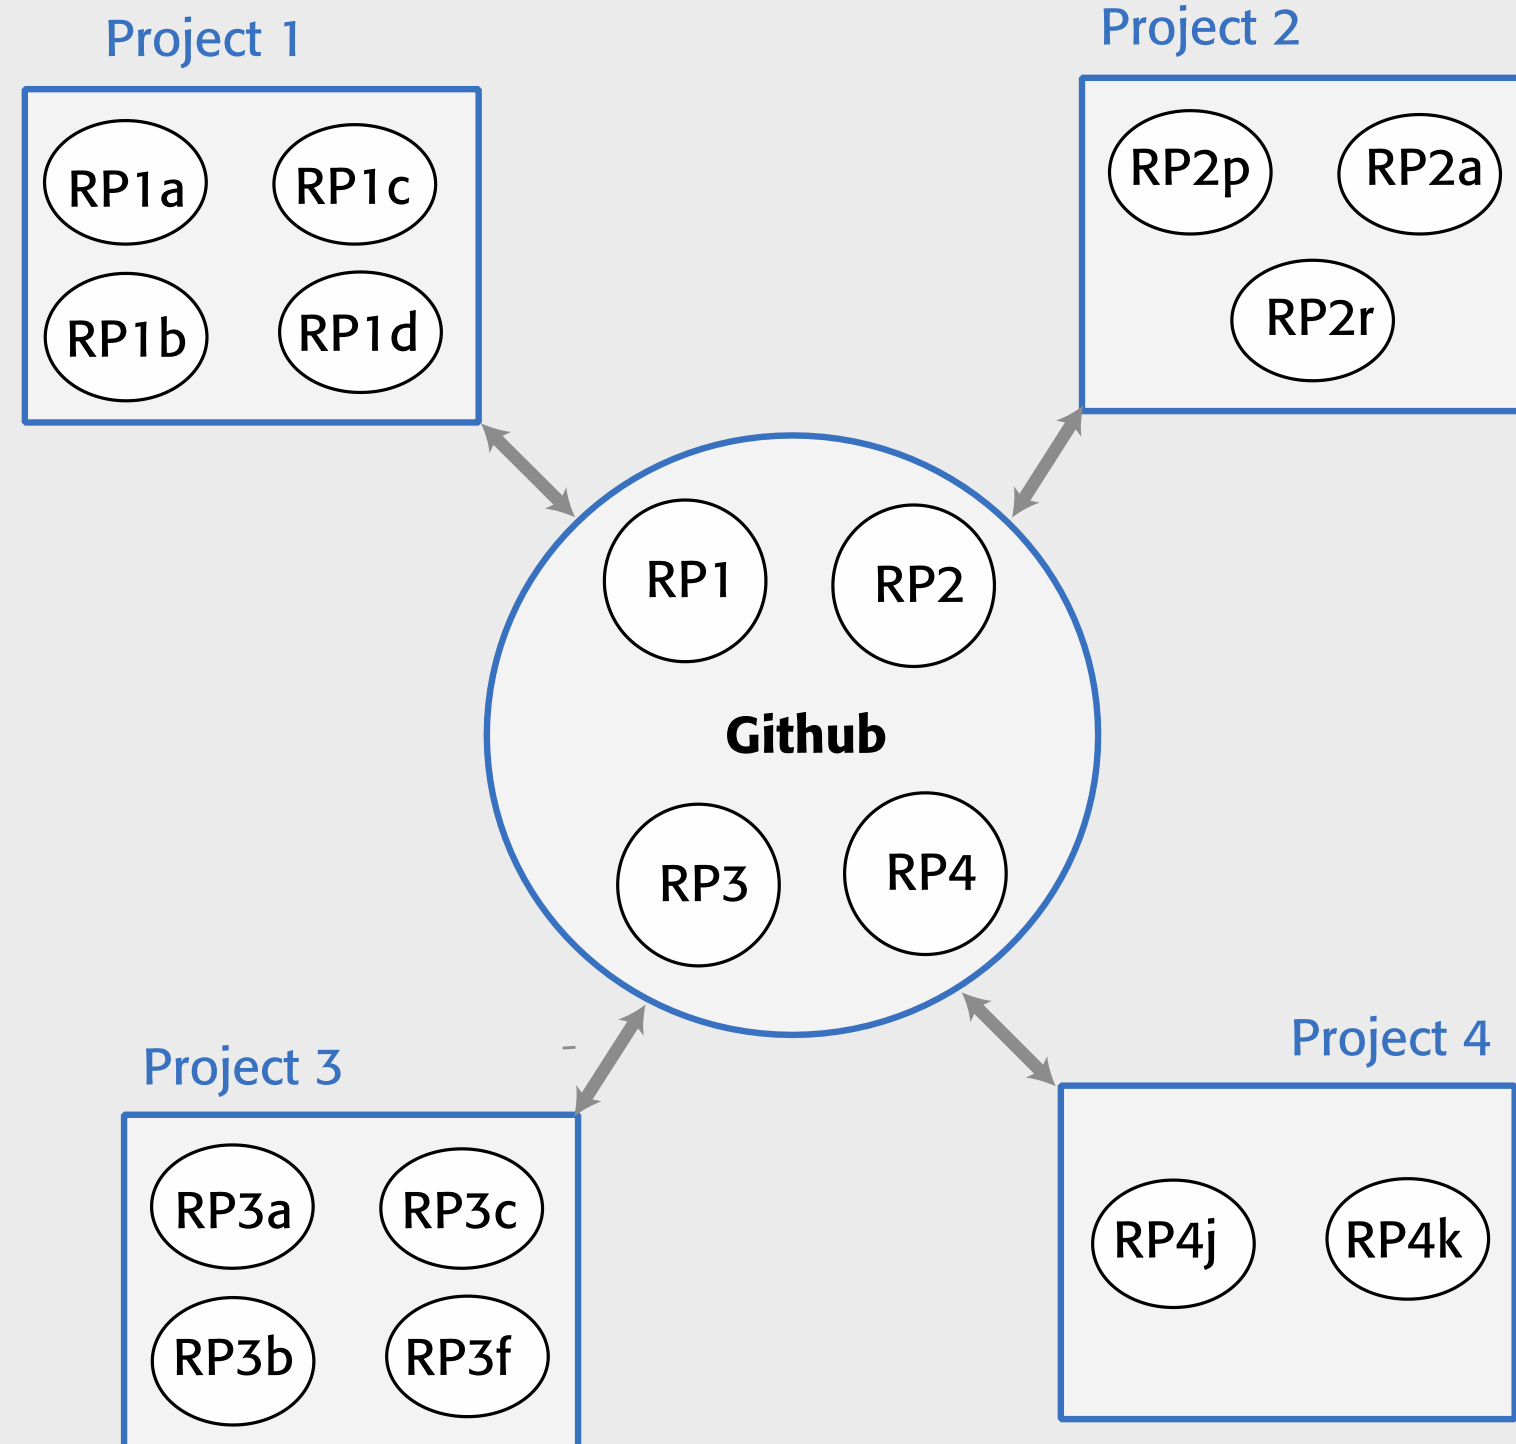 Project 1
RP1a
RP1c
RP1b
RP1d
Project 2
RP2p
RP2a
RP2r
RP1
RP2
Github
RP3
RP4
Project 3
RP3a
RP3c
RP3b
RP3f
Project 4
RP4j
RP4k